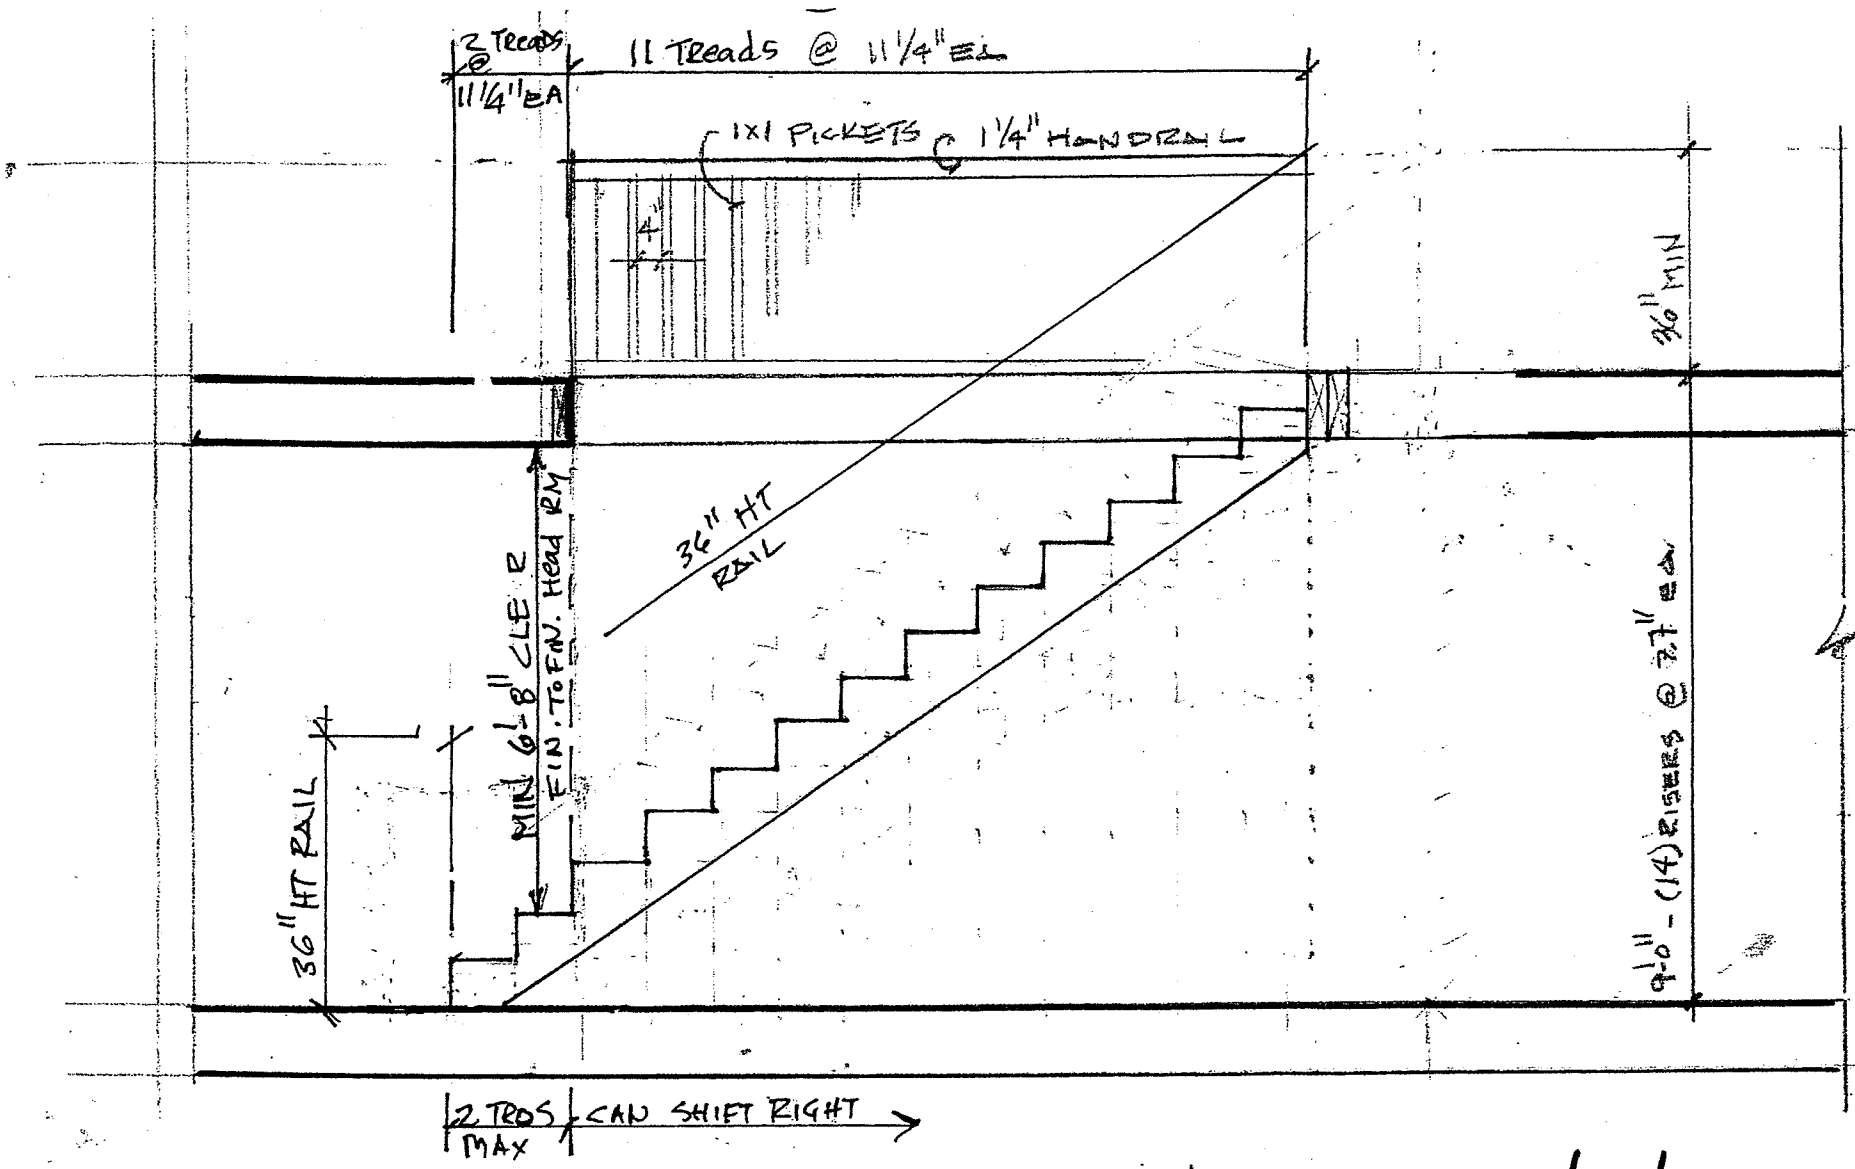 2 Treads
@
11 1/4" EA
11 Treads @ 11 1/4" EA
1X1 PICKETS
1 1/4" HANDRAIL
4"
36" MIN
36" HT
RAIL
MIN 6'-8" CLE R
FIN. TO FIN. Head RM
36" HT RAIL
9'-0" - (14) RISERS @ ±7" EA
2 TRDS
MAX
CAN SHIFT RIGHT